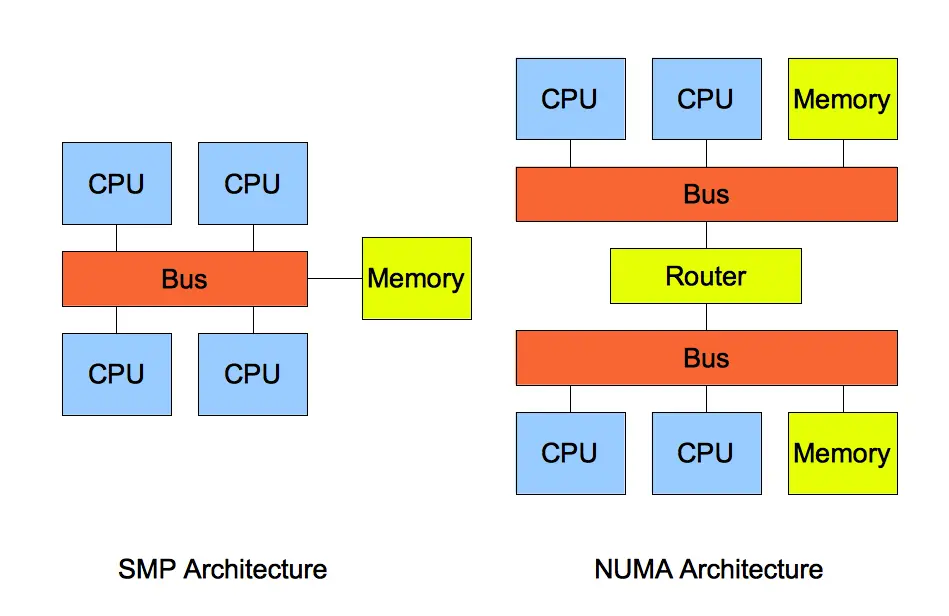 CPU
CPU
Bus
Memory
CPU
CPU
SMP Architecture
CPU
CPU
Memory
Bus
Router
Bus
CPU
CPU
Memory
NUMA Architecture